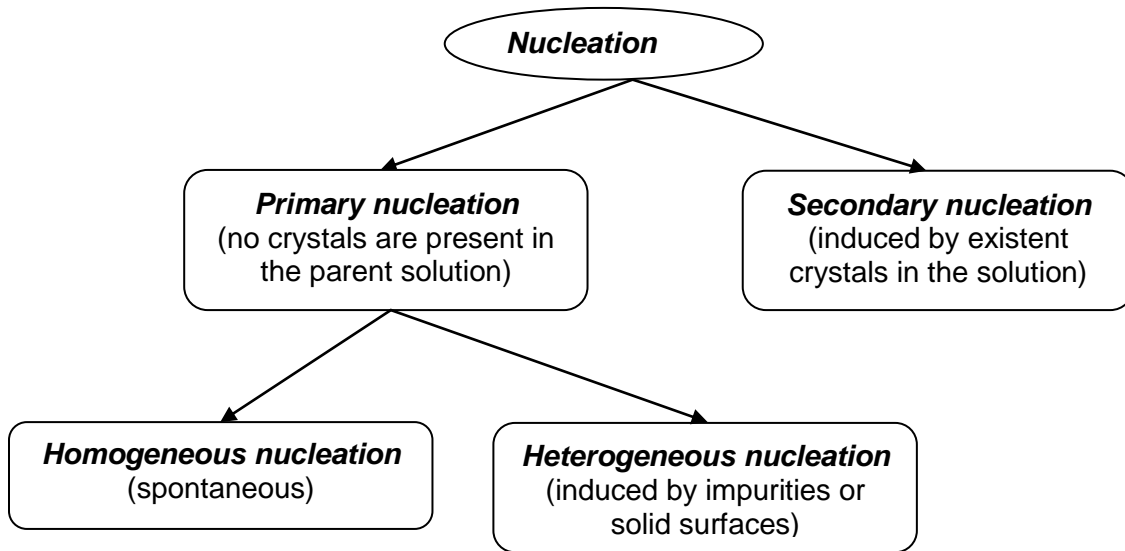 Nucleation
Primary nucleation
(no crystals are present in
the parent solution)
Secondary nucleation
(induced by existent
crystals in the solution)
Homogeneous nucleation
(spontaneous)
Heterogeneous nucleation
(induced by impurities or
solid surfaces)